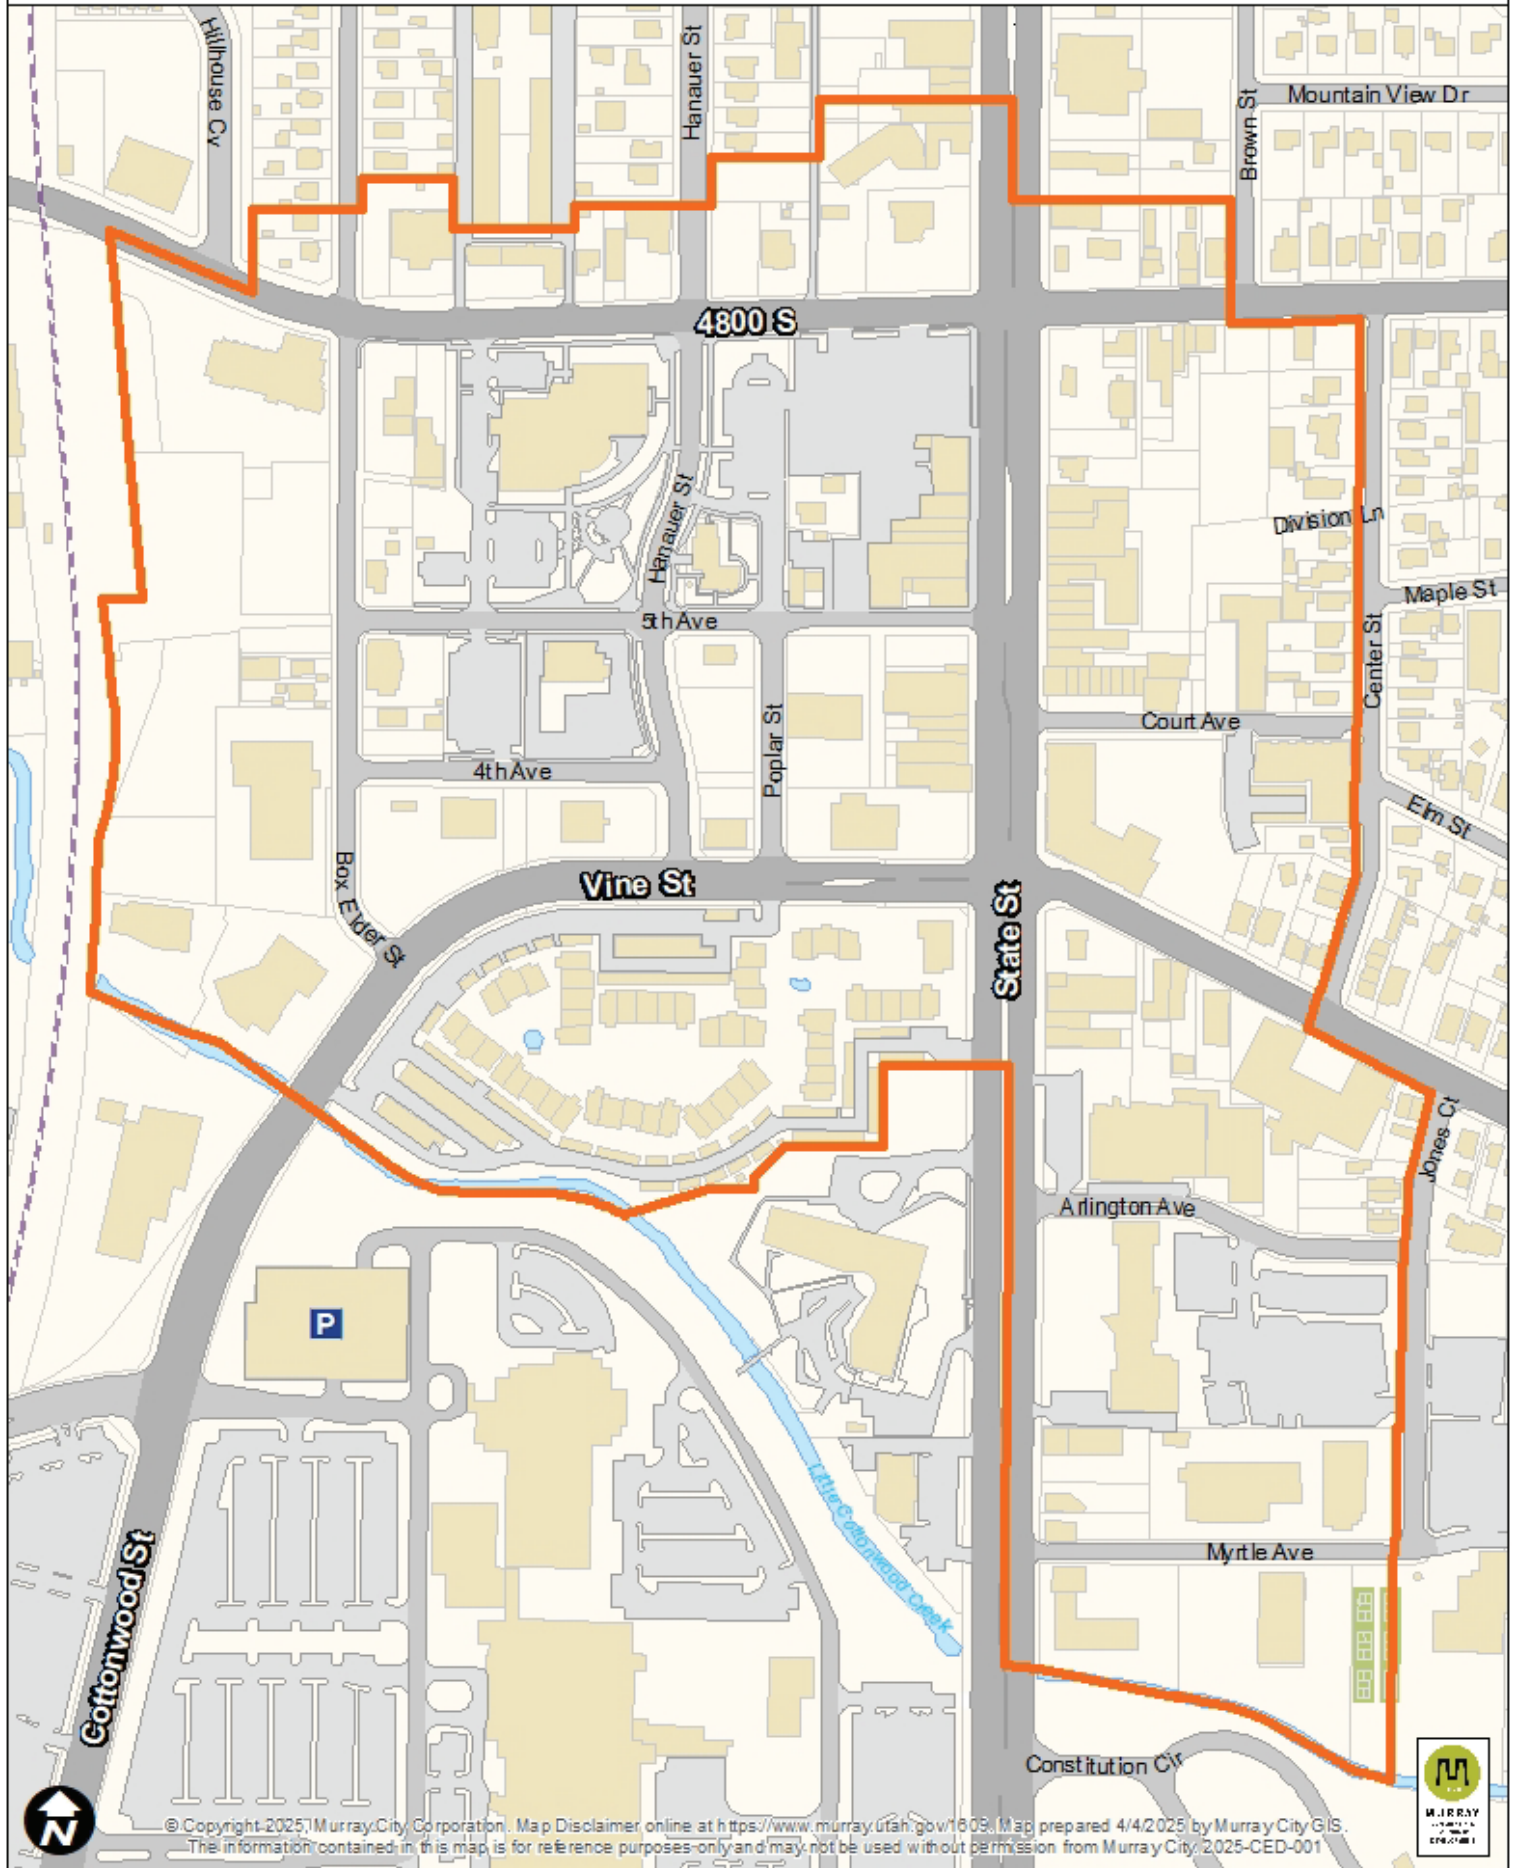 Hillhouse Cv
Hanauer St
Mountain View Dr
Brown St
4800 S
Hanauer St
Division Ln
Maple St
5th Ave
Center St
Court Ave
Poplar St
4th Ave
Elm St
Box Elder St
Vine St
State St
Jones Ct
Arlington Ave
P
Little Cottonwood Creek
Myrtle Ave
Cottonwood St
Constitution Cir
N
MURRAY
© Copyright 2025, Murray City Corporation. Map Disclaimer online at https://www.murray.utah.gov/1609. Map prepared 4/4/2025 by Murray City GIS.
The information contained in this map is for reference purposes only and may not be used without permission from Murray City. 2025-CED-001